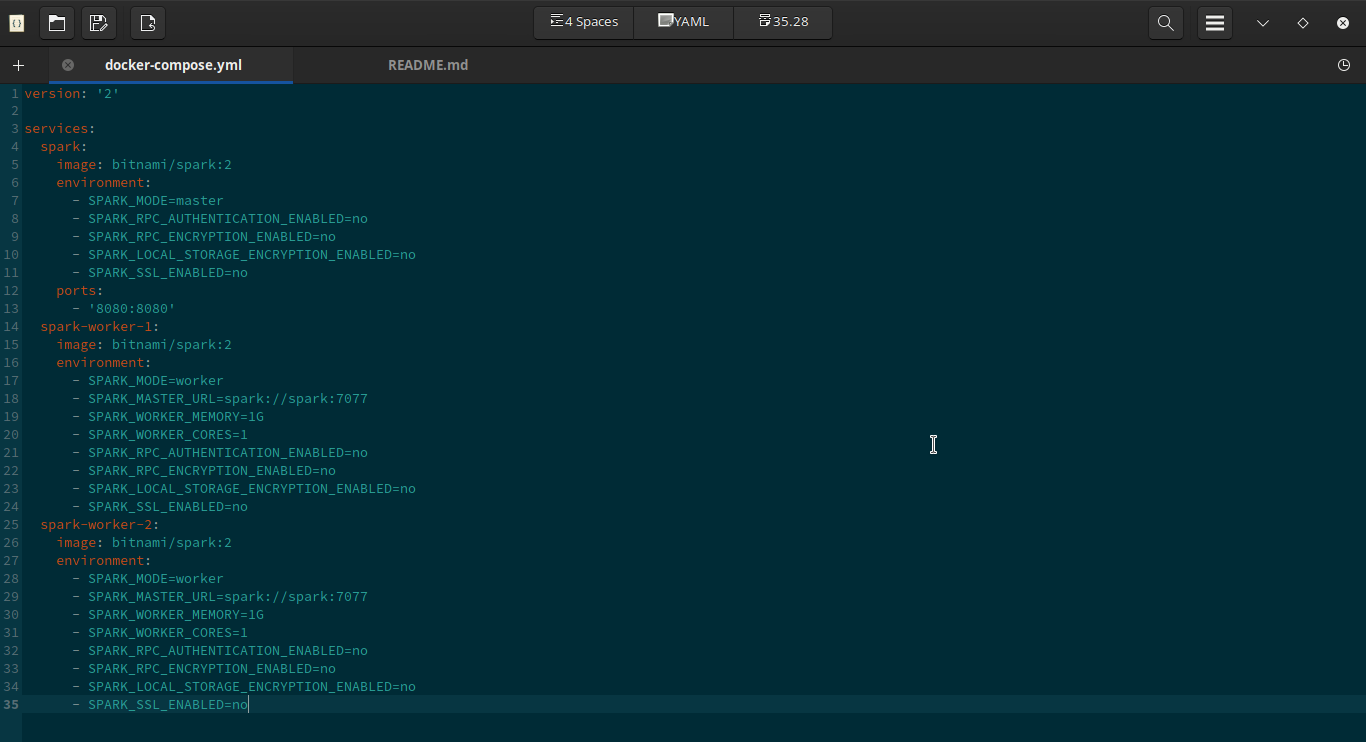 4 Spaces YAML 35.28
docker-compose.yml README.md
1 version: '2'
2
3 services:
4   spark:
5     image: bitnami/spark:2
6     environment:
7       - SPARK_MODE=master
8       - SPARK_RPC_AUTHENTICATION_ENABLED=no
9       - SPARK_RPC_ENCRYPTION_ENABLED=no
10       - SPARK_LOCAL_STORAGE_ENCRYPTION_ENABLED=no
11       - SPARK_SSL_ENABLED=no
12     ports:
13       - '8080:8080'
14   spark-worker-1:
15     image: bitnami/spark:2
16     environment:
17       - SPARK_MODE=worker
18       - SPARK_MASTER_URL=spark://spark:7077
19       - SPARK_WORKER_MEMORY=1G
20       - SPARK_WORKER_CORES=1
21       - SPARK_RPC_AUTHENTICATION_ENABLED=no
22       - SPARK_RPC_ENCRYPTION_ENABLED=no
23       - SPARK_LOCAL_STORAGE_ENCRYPTION_ENABLED=no
24       - SPARK_SSL_ENABLED=no
25   spark-worker-2:
26     image: bitnami/spark:2
27     environment:
28       - SPARK_MODE=worker
29       - SPARK_MASTER_URL=spark://spark:7077
30       - SPARK_WORKER_MEMORY=1G
31       - SPARK_WORKER_CORES=1
32       - SPARK_RPC_AUTHENTICATION_ENABLED=no
33       - SPARK_RPC_ENCRYPTION_ENABLED=no
34       - SPARK_LOCAL_STORAGE_ENCRYPTION_ENABLED=no
35       - SPARK_SSL_ENABLED=no